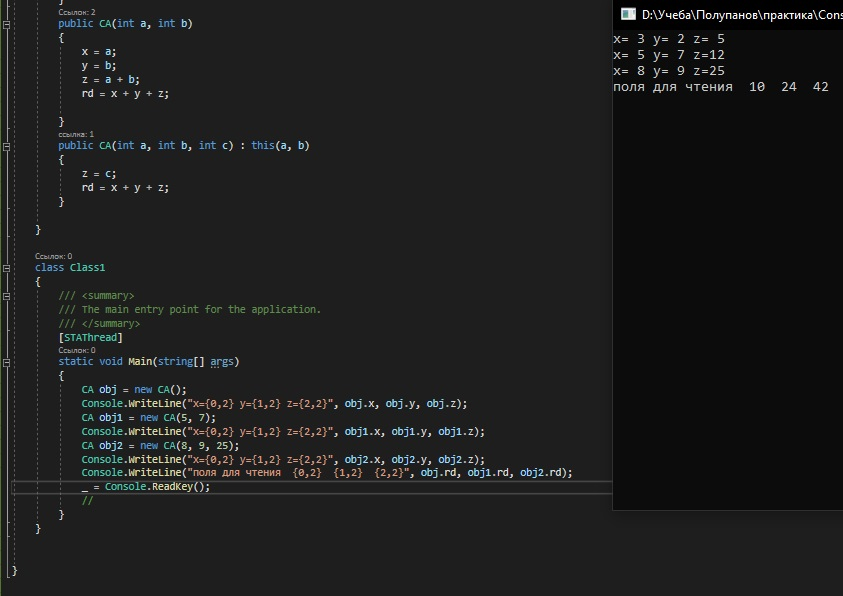 }
Ссылок: 2
public CA(int a, int b)
{
x = a;
y = b;
z = a + b;
rd = x + y + z;
}
ссылка: 1
public CA(int a, int b, int c) : this(a, b)
{
z = c;
rd = x + y + z;
}
}
Ссылок: 0
class Class1
{
/// <summary>
/// The main entry point for the application.
/// </summary>
[STAThread]
Ссылок: 0
static void Main(string[] args)
{
CA obj = new CA();
Console.WriteLine("x={0,2} y={1,2} z={2,2}", obj.x, obj.y, obj.z);
CA obj1 = new CA(5, 7);
Console.WriteLine("x={0,2} y={1,2} z={2,2}", obj1.x, obj1.y, obj1.z);
CA obj2 = new CA(8, 9, 25);
Console.WriteLine("x={0,2} y={1,2} z={2,2}", obj2.x, obj2.y, obj2.z);
Console.WriteLine("поля для чтения  {0,2}  {1,2}  {2,2}", obj.rd, obj1.rd, obj2.rd);
_ = Console.ReadKey();
//
}
}
}
D:\Учеба\Полупанов\практика\Cons
x= 3 y= 2 z= 5
x= 5 y= 7 z=12
x= 8 y= 9 z=25
поля для чтения  10  24  42